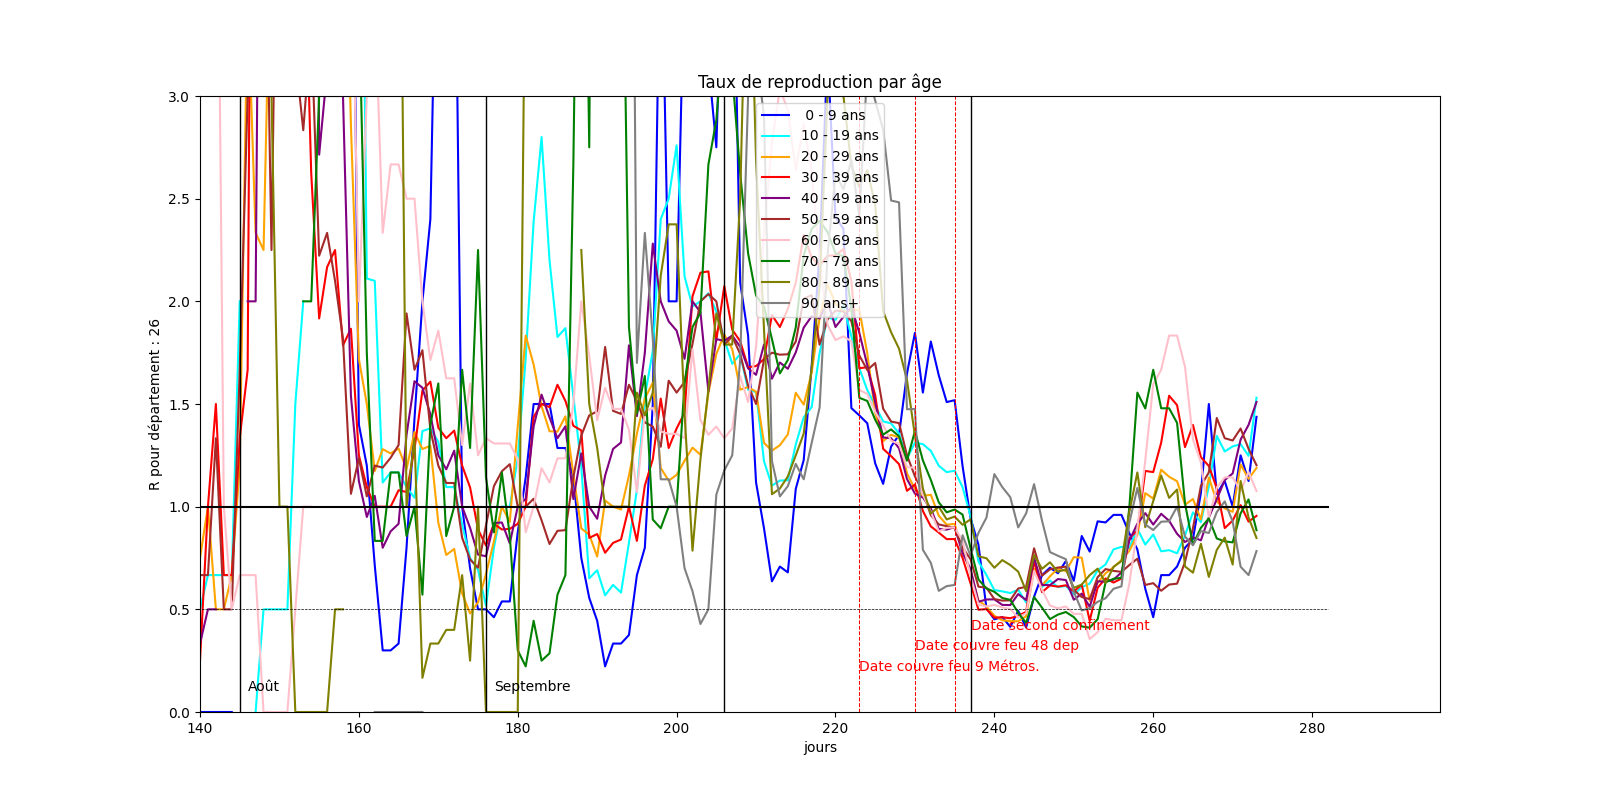 Taux de reproduction par âge
R pour département : 26
3.0
2.5
2.0
1.5
1.0
0.5
0.0
0 - 9 ans
10 - 19 ans
20 - 29 ans
30 - 39 ans
40 - 49 ans
50 - 59 ans
60 - 69 ans
70 - 79 ans
80 - 89 ans
90 ans+
Date second confinement
Date couvre feu 48 dep
Date couvre feu 9 Métros.
Août
Septembre
140 160 180 200 220 240 260 280
jours